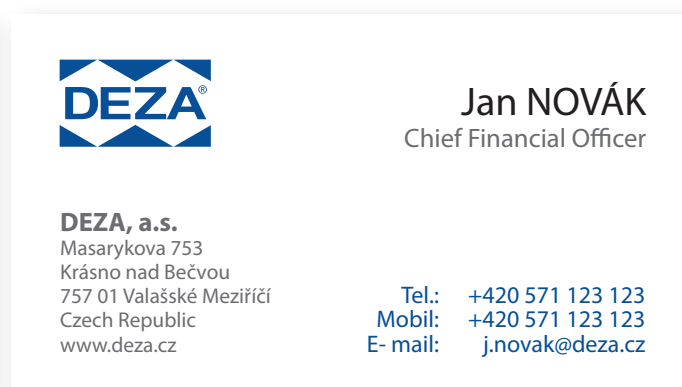 DEZA®
Jan NOVÁK
Chief Financial Officer
DEZA, a.s.
Masarykova 753
Krásno nad Bečvou
757 01 Valašské Meziříčí
Czech Republic
www.deza.cz
Tel.: +420 571 123 123
Mobil: +420 571 123 123
E- mail: j.novak@deza.cz